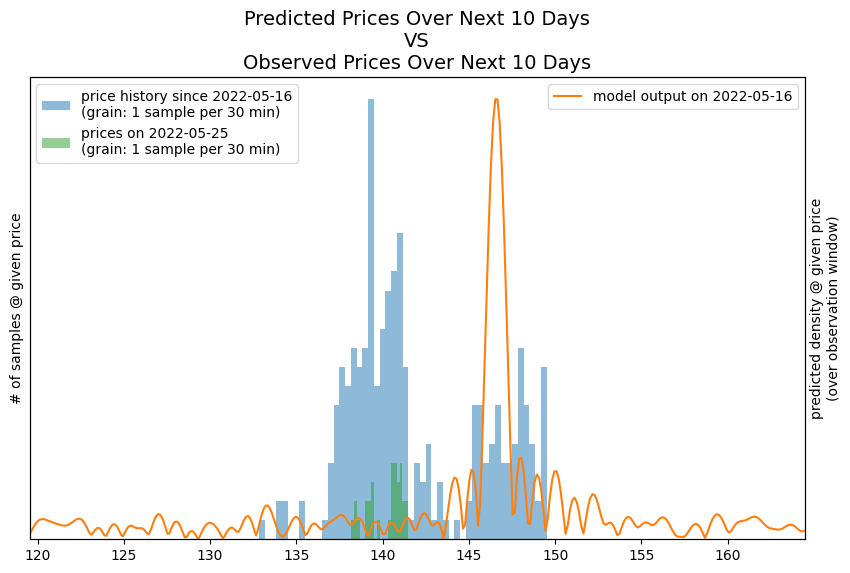 Predicted Prices Over Next 10 Days
VS
Observed Prices Over Next 10 Days
price history since 2022-05-16
(grain: 1 sample per 30 min)
prices on 2022-05-25
(grain: 1 sample per 30 min)
model output on 2022-05-16
# of samples @ given price
predicted density @ given price
(over observation window)
120 125 130 135 140 145 150 155 160